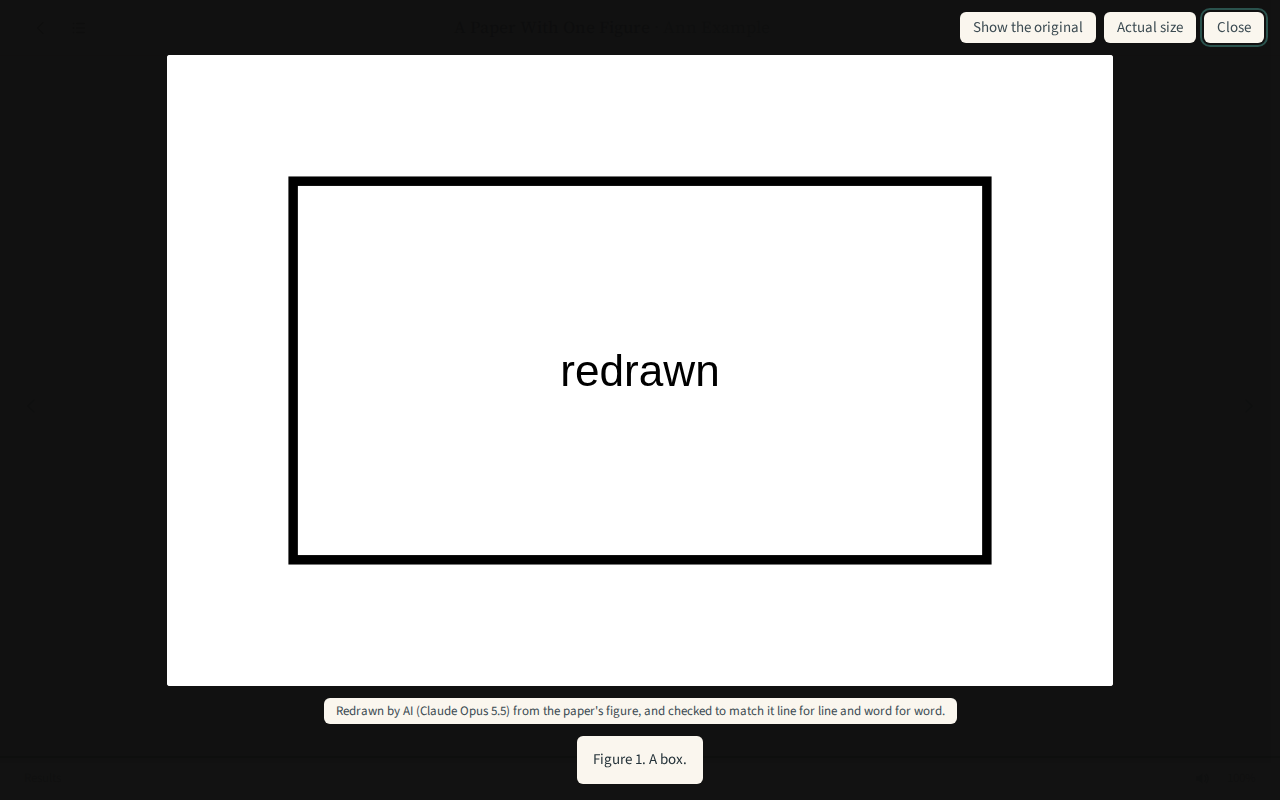 Show the original
Actual size
Close
redrawn
Redrawn by AI (Claude Opus 5.5) from the paper's figure, and checked to match it line for line and word for word.
Figure 1. A box.